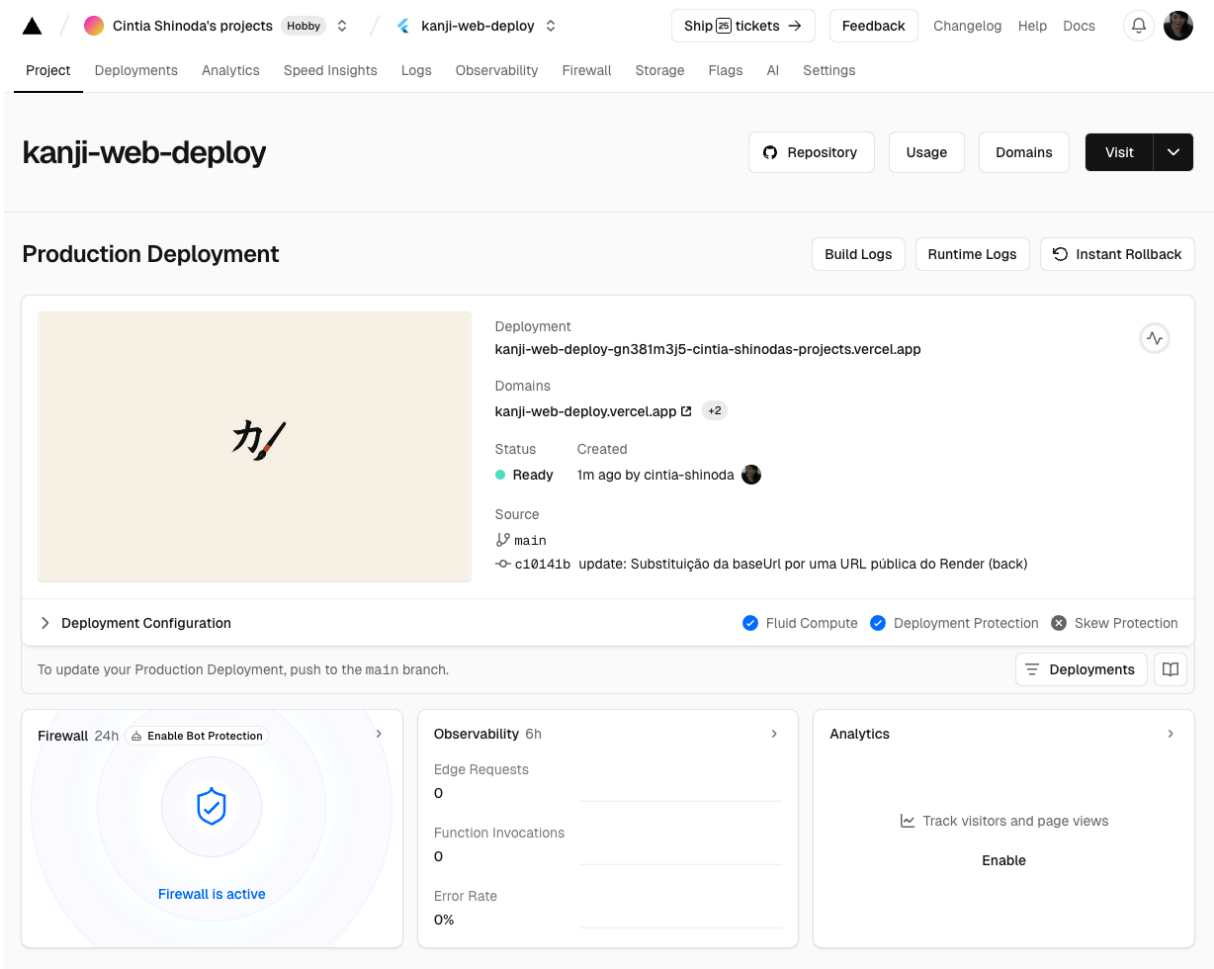 Cintia Shinoda's projects Hobby kanji-web-deploy Ship 25 tickets → Feedback Changelog Help Docs
Project Deployments Analytics Speed Insights Logs Observability Firewall Storage Flags AI Settings
kanji-web-deploy Repository Usage Domains Visit
Production Deployment Build Logs Runtime Logs Instant Rollback
カ
Deployment
kanji-web-deploy-gn381m3j5-cintia-shinodas-projects.vercel.app
Domains
kanji-web-deploy.vercel.app +2
Status Created
Ready 1m ago by cintia-shinoda
Source
main
c10141b update: Substituição da baseUrl por uma URL pública do Render (back)
Deployment Configuration Fluid Compute Deployment Protection Skew Protection
To update your Production Deployment, push to the main branch. Deployments
Firewall 24h Enable Bot Protection
Firewall is active
Observability 6h
Edge Requests
0
Function Invocations
0
Error Rate
0%
Analytics
Track visitors and page views
Enable